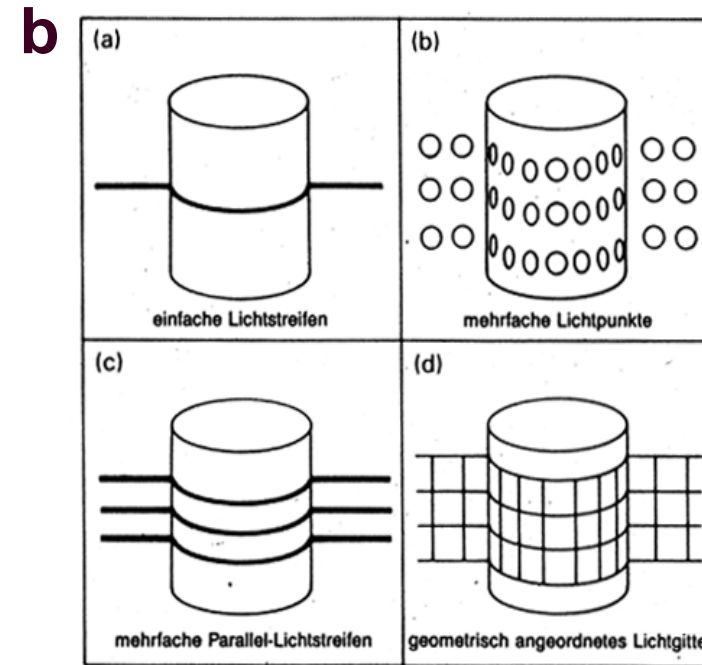 b
(a)
(b)
einfache Lichtstreifen
mehrfache Lichtpunkte
(c)
(d)
mehrfache Parallel-Lichtstreifen
geometrisch angeordnetes Lichtgitte